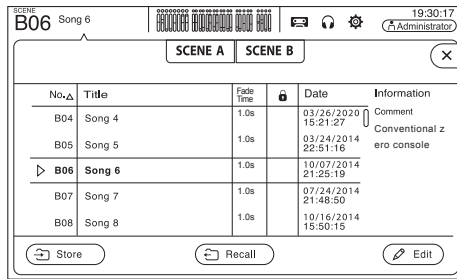 SCENE
B06 Song 6
19:30:17
Administrator
SCENE A SCENE B
No. Title Fade Time Date Information
B04 Song 4 1.0s 03/26/2020 15:21:27
B05 Song 5 1.0s 03/24/2014 22:51:16
B06 Song 6 1.0s 10/07/2014 21:25:19
B07 Song 7 1.0s 07/24/2014 21:48:50
B08 Song 8 1.0s 10/16/2014 15:50:15
Comment
Conventional z
ero console
Store Recall Edit